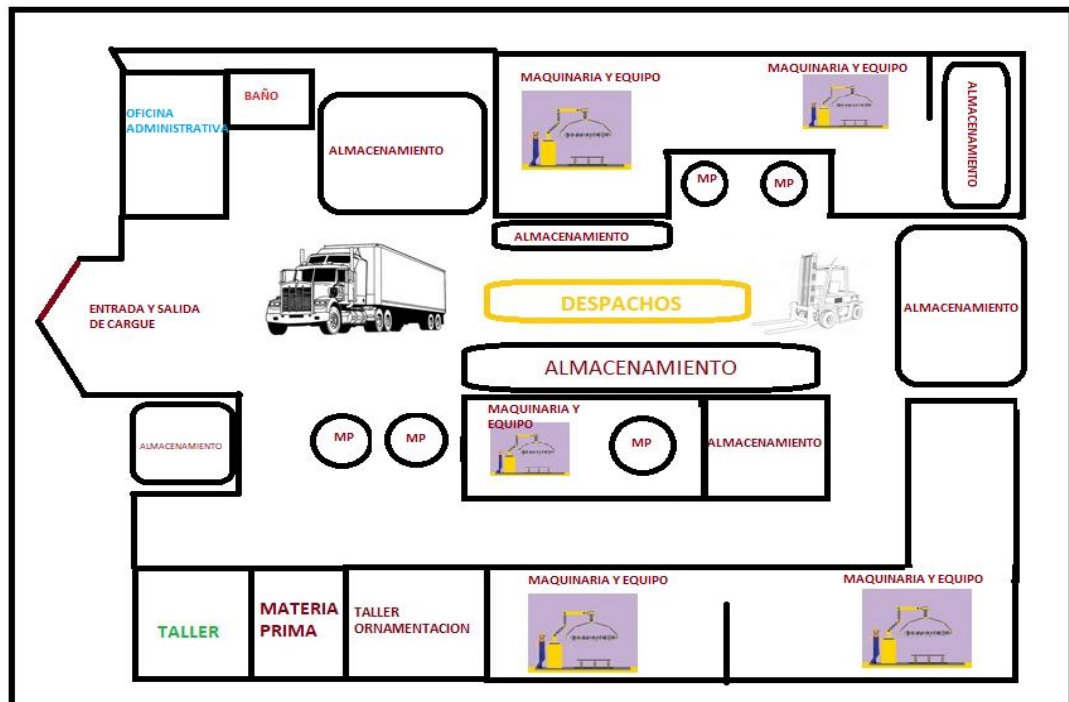 MAQUINARIA Y EQUIPO
MAQUINARIA Y EQUIPO
BAÑO
OFICINA
ADMINISTRATIVA
ALMACENAMIENTO
ALMACENAMIENTO
MP
MP
ALMACENAMIENTO
ENTRADA Y SALIDA
DE CARGUE
DESPACHOS
ALMACENAMIENTO
ALMACENAMIENTO
MAQUINARIA Y
EQUIPO
ALMACENAMIENTO
MP
MP
MP
ALMACENAMIENTO
TALLER
MATERIA
PRIMA
TALLER
ORNAMENTACION
MAQUINARIA Y EQUIPO
MAQUINARIA Y EQUIPO